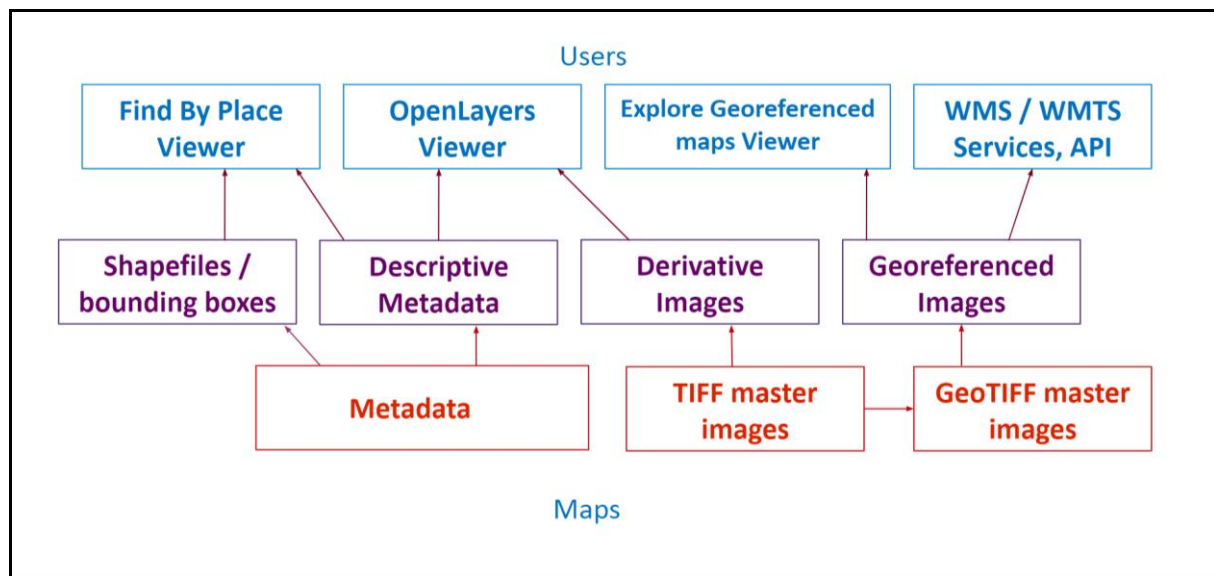 Users
Find By Place
Viewer
OpenLayers
Viewer
Explore Georeferenced
maps Viewer
WMS / WMTS
Services, API
Shapefiles /
bounding boxes
Descriptive
Metadata
Derivative
Images
Georeferenced
Images
Metadata
TIFF master
images
GeoTIFF master
images
Maps